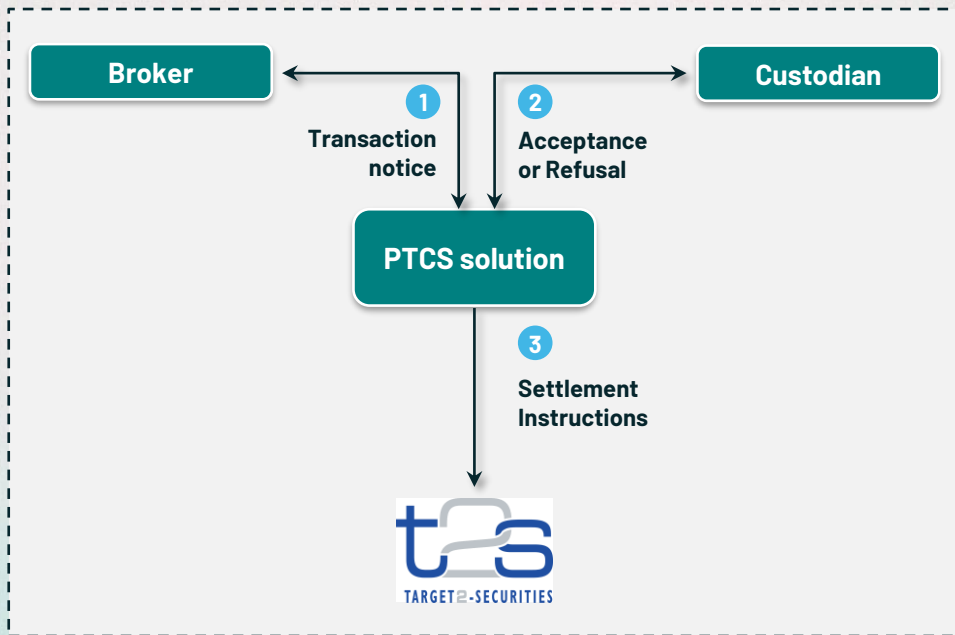 Broker
Custodian
1
Transaction
notice
2
Acceptance
or Refusal
PTCS solution
3
Settlement
Instructions
t2s
TARGET2-SECURITIES